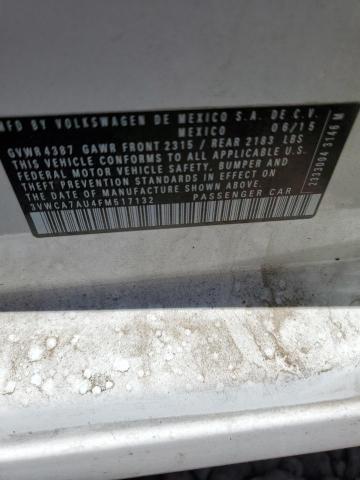 MFD BY VOLKSWAGEN DE MEXICO S.A. DE C.V.
MEXICO 06/15
GVWR 4387 GAWR FRONT 2315 / REAR 2183 LBS
THIS VEHICLE CONFORMS TO ALL APPLICABLE U.S.
FEDERAL MOTOR VEHICLE SAFETY, BUMPER AND
THEFT PREVENTION STANDARDS IN EFFECT
ON THE DATE OF MANUFACTURE SHOWN ABOVE
3VWCA7AU4FM517132 PASSENGER CAR
2333004 3146 M